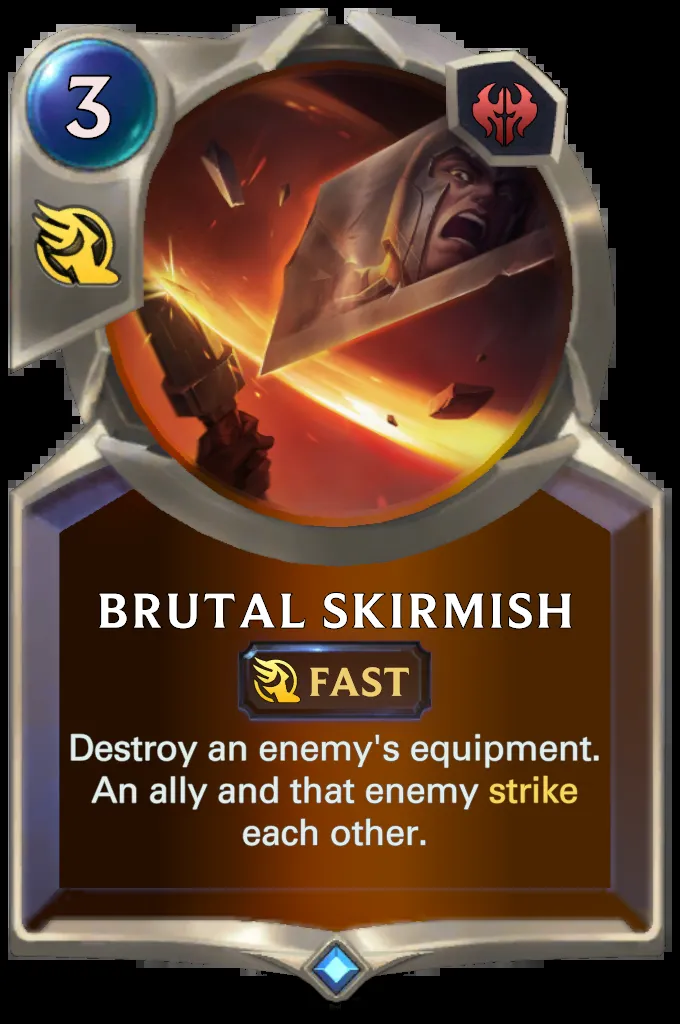 3
BRUTAL SKIRMISH
FAST
Destroy an enemy's equipment.
An ally and that enemy strike
each other.